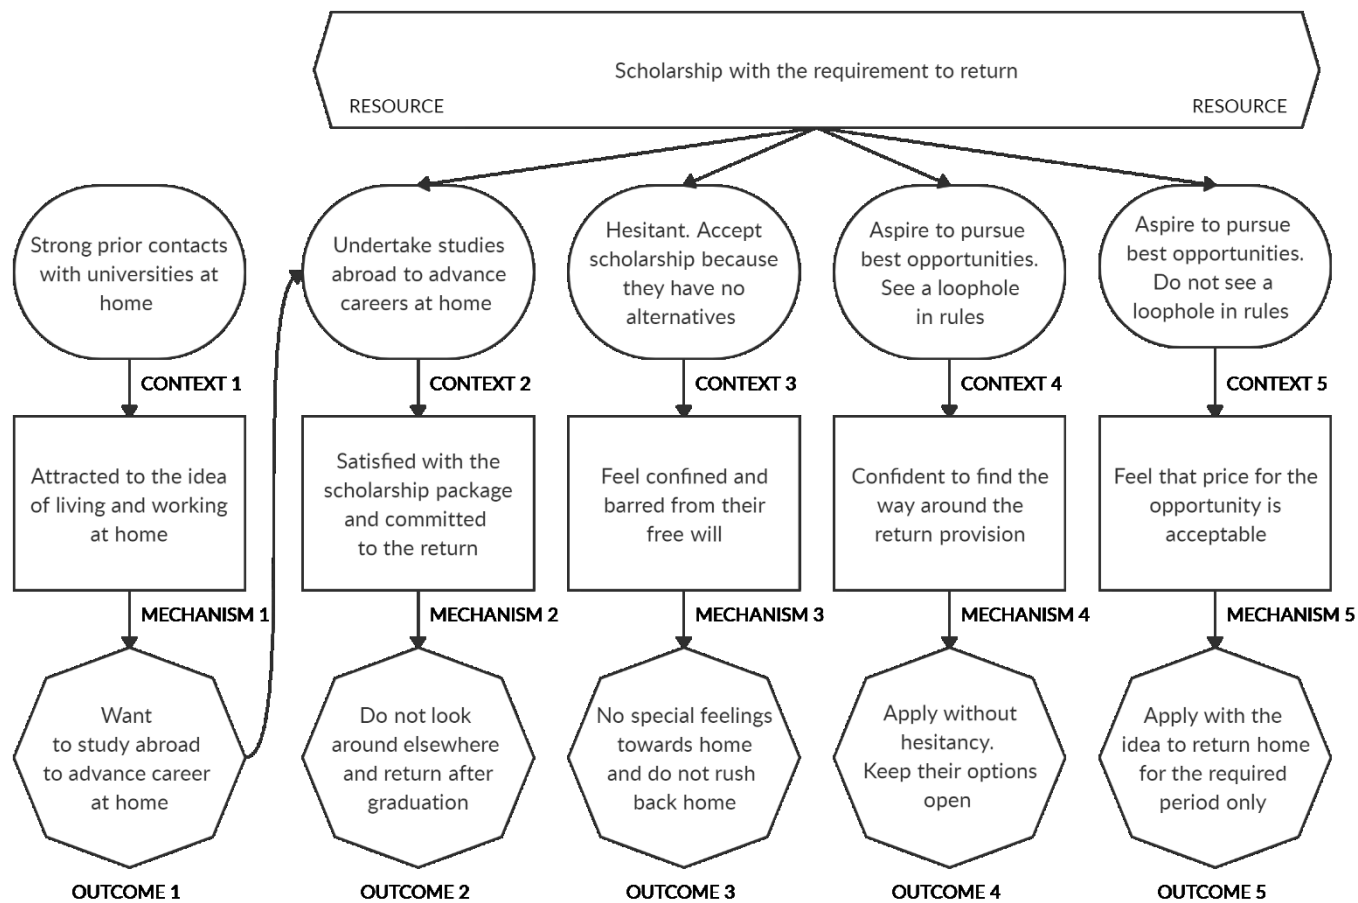 Scholarship with the requirement to return
RESOURCE
RESOURCE
Strong prior contacts
with universities at
home
Undertake studies
abroad to advance
careers at home
Hesitant. Accept
scholarship because
they have no
alternatives
Aspire to pursue
best opportunities.
See a loophole
in rules
Aspire to pursue
best opportunities.
Do not see a
loophole in rules
CONTEXT 1
CONTEXT 2
CONTEXT 3
CONTEXT 4
CONTEXT 5
Attracted to the idea
of living and working
at home
Satisfied with the
scholarship package
and committed
to the return
Feel confined and
barred from their
free will
Confident to find the
way around the
return provision
Feel that price for the
opportunity is
acceptable
MECHANISM 1
MECHANISM 2
MECHANISM 3
MECHANISM 4
MECHANISM 5
Want
to study abroad
to advance career
at home
Do not look
around elsewhere
and return after
graduation
No special feelings
towards home
and do not rush
back home
Apply without
hesitancy.
Keep their options
open
Apply with the
idea to return home
for the required
period only
OUTCOME 1
OUTCOME 2
OUTCOME 3
OUTCOME 4
OUTCOME 5